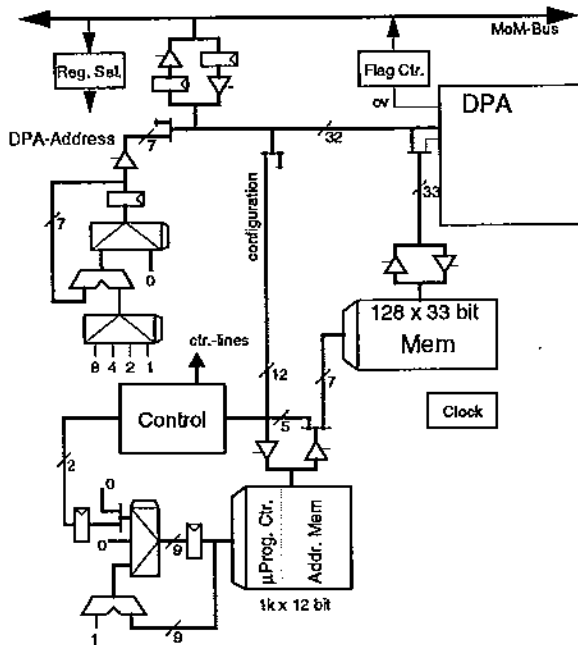 MoM-Bus
Reg. Sel.
Flag Ctr.
ov
DPA
DPA-Address
7
32
33
7
configuration
0
128 x 33 bit
Mem
8 4 2 1
ctr.-lines
12
7
Control
5
Clock
2
0
0
9
µProg. Ctr.
Addr. Mem
1k x 12 bit
1
9